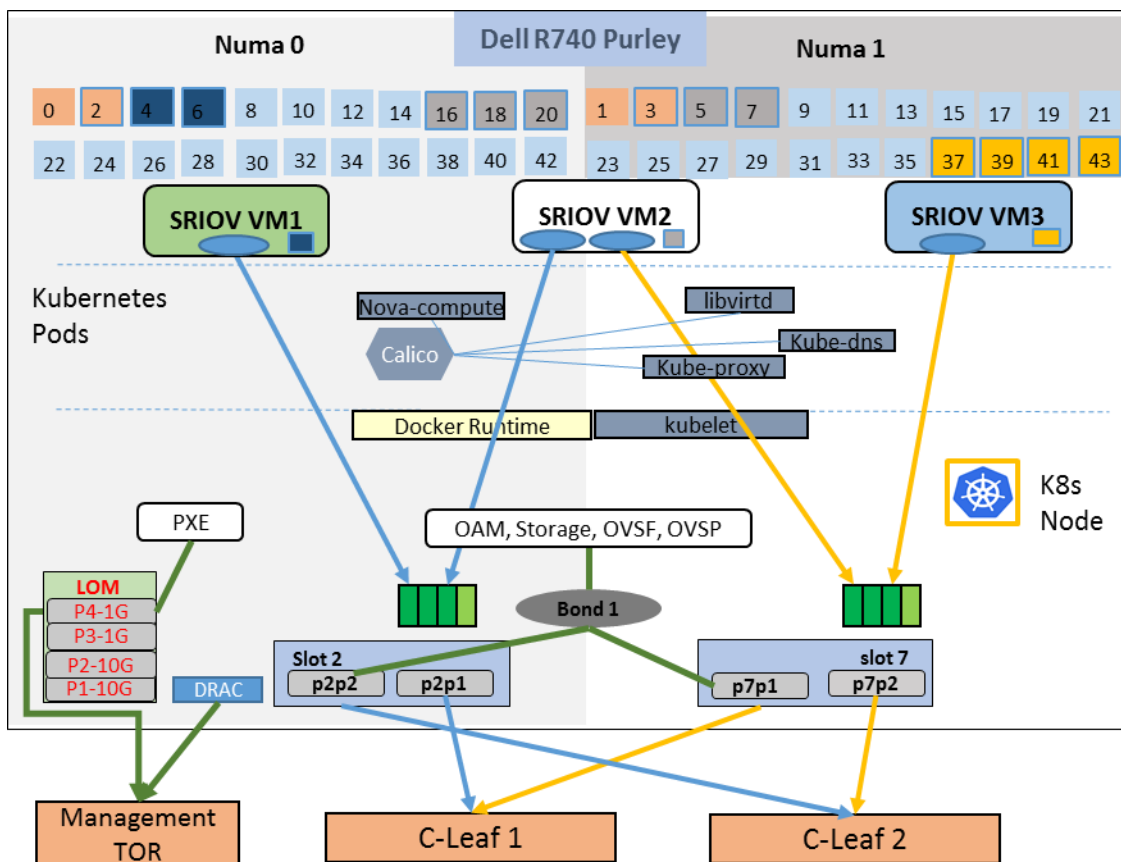 Dell R740 Purley
Numa 0
Numa 1
0 2 4 6 8 10 12 14 16 18 20
1 3 5 7 9 11 13 15 17 19 21
22 24 26 28 30 32 34 36 38 40 42
23 25 27 29 31 33 35 37 39 41 43
SRIOV VM1
SRIOV VM2
SRIOV VM3
Kubernetes
Pods
Nova-compute
libvirtd
Calico
Kube-dns
Kube-proxy
Docker Runtime
kubelet
K8s
Node
PXE
OAM, Storage, OVSF, OVSP
LOM
P4-1G
P3-1G
P2-10G
P1-10G
DRAC
Bond 1
Slot 2
p2p2
p2p1
slot 7
p7p1
p7p2
Management
TOR
C-Leaf 1
C-Leaf 2